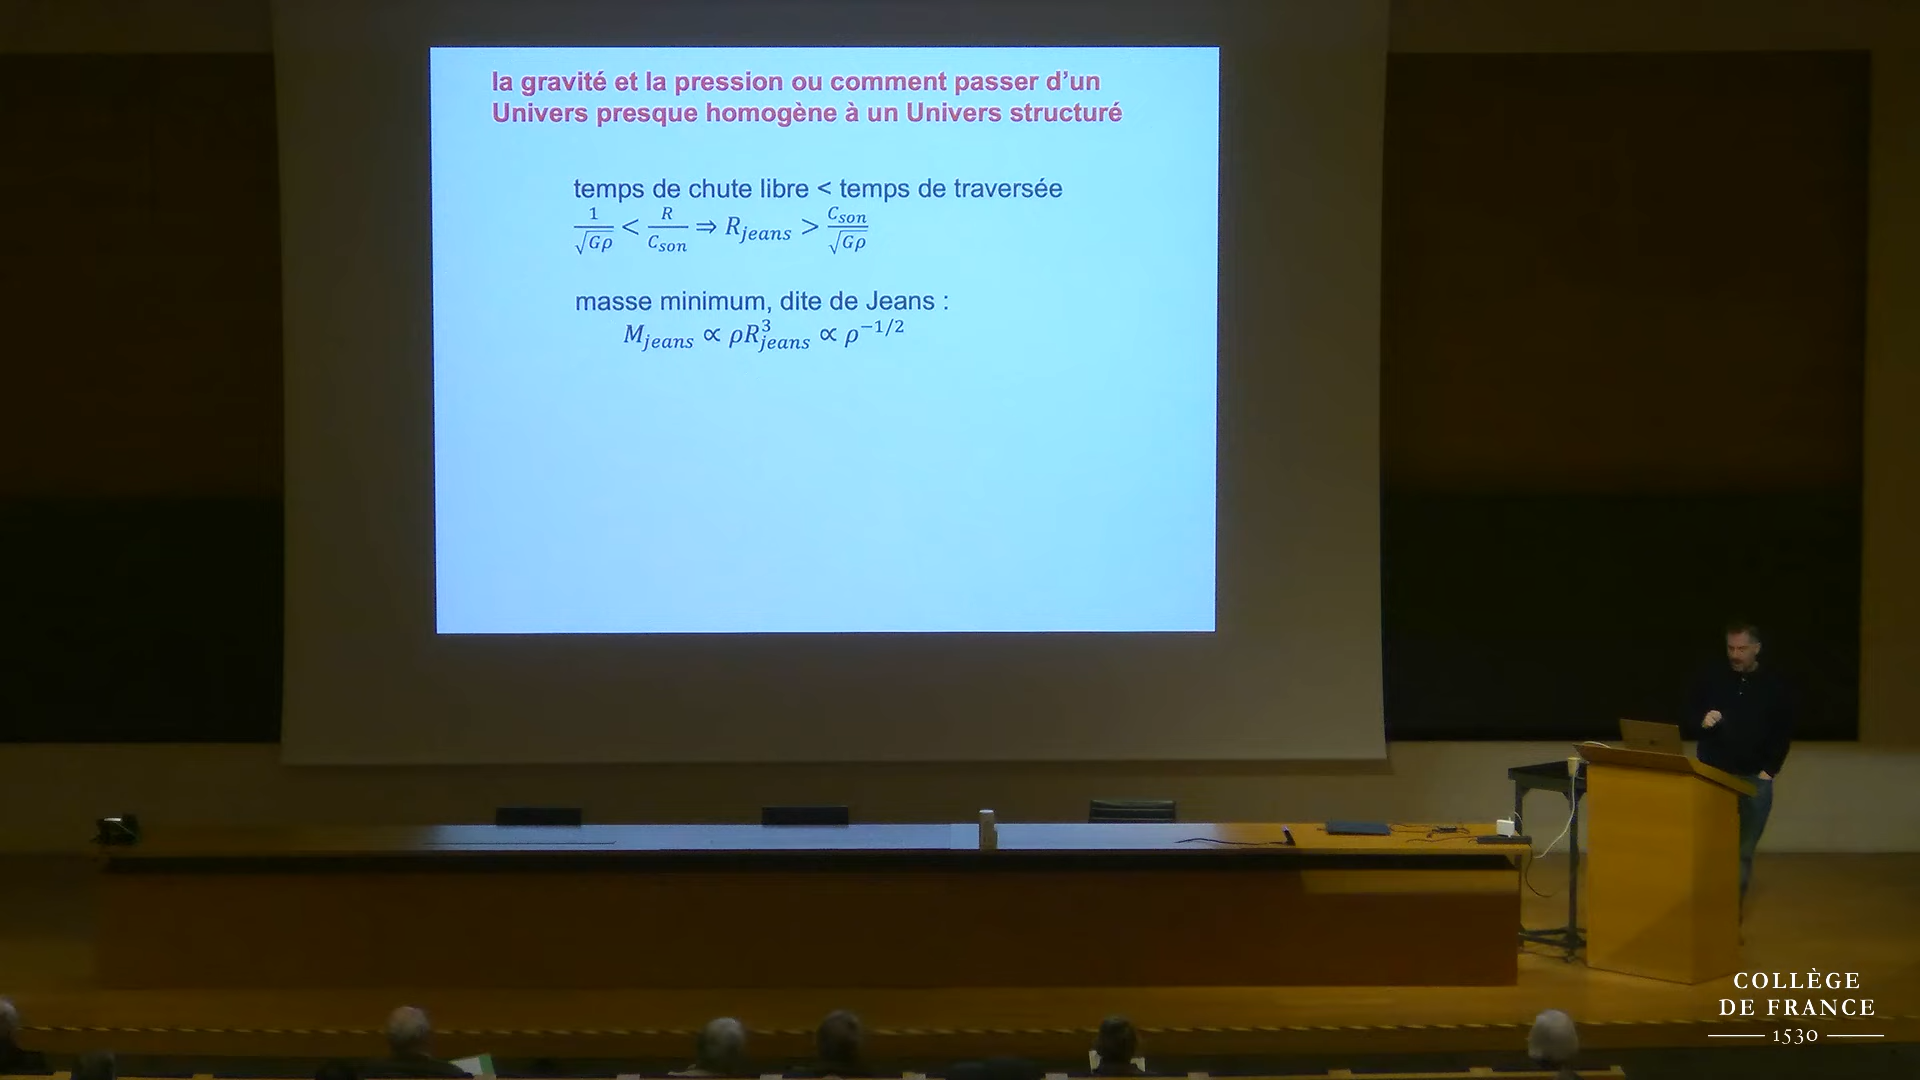 la gravité et la pression ou comment passer d’un
Univers presque homogène à un Univers structuré
temps de chute libre < temps de traversée
1/√Gρ < R/C_son ⇒ R_jeans > C_son/√Gρ
masse minimum, dite de Jeans :
M_jeans ∝ ρR³_jeans ∝ ρ^−1/2
COLLÈGE
DE FRANCE
1530